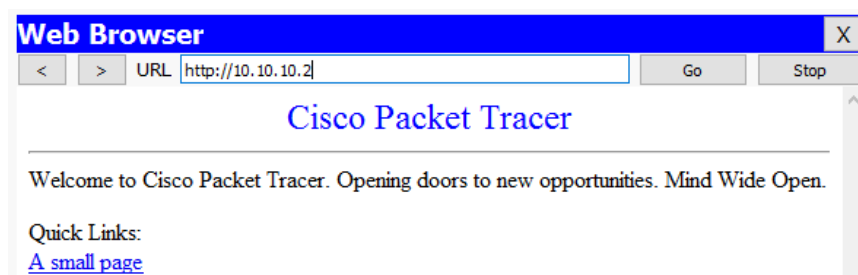 Web Browser X
< > URL http://10.10.10.2 Go Stop
Cisco Packet Tracer
Welcome to Cisco Packet Tracer. Opening doors to new opportunities. Mind Wide Open.
Quick Links:
A small page